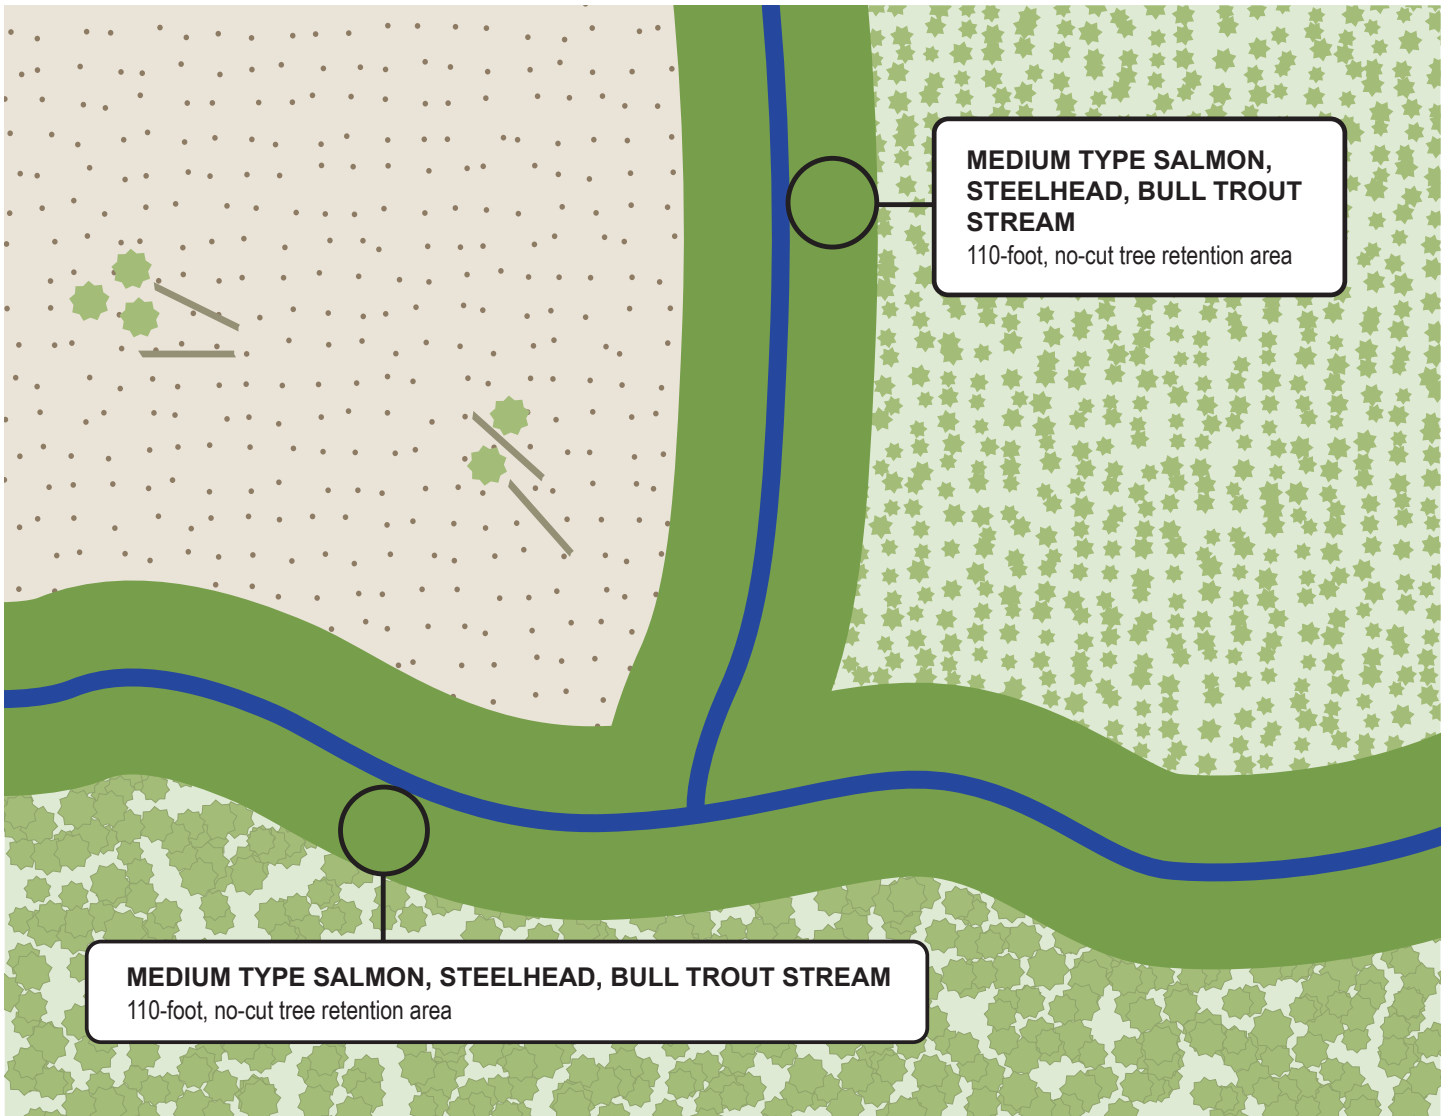 MEDIUM TYPE SALMON,
STEELHEAD, BULL TROUT
STREAM
110-foot, no-cut tree retention area
MEDIUM TYPE SALMON, STEELHEAD, BULL TROUT STREAM
110-foot, no-cut tree retention area